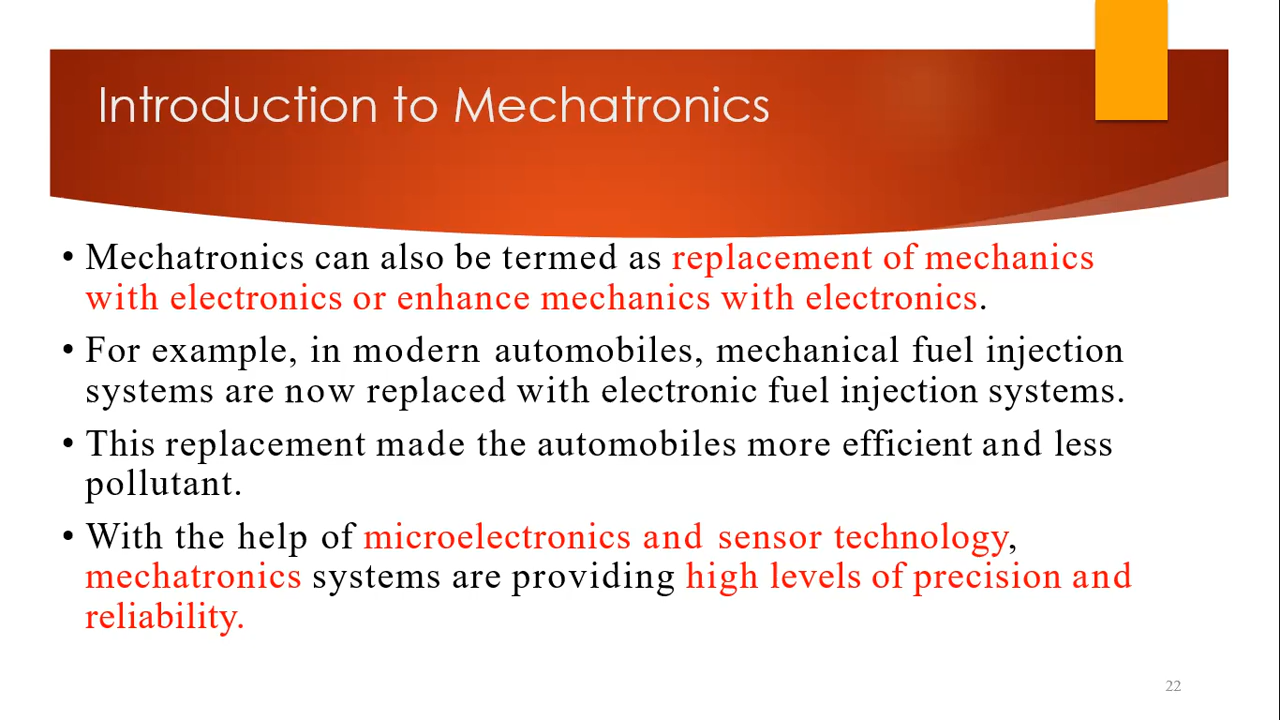 Introduction to Mechatronics
• Mechatronics can also be termed as replacement of mechanics
with electronics or enhance mechanics with electronics.
• For example, in modern automobiles, mechanical fuel injection
systems are now replaced with electronic fuel injection systems.
• This replacement made the automobiles more efficient and less
pollutant.
• With the help of microelectronics and sensor technology,
mechatronics systems are providing high levels of precision and
reliability.
22